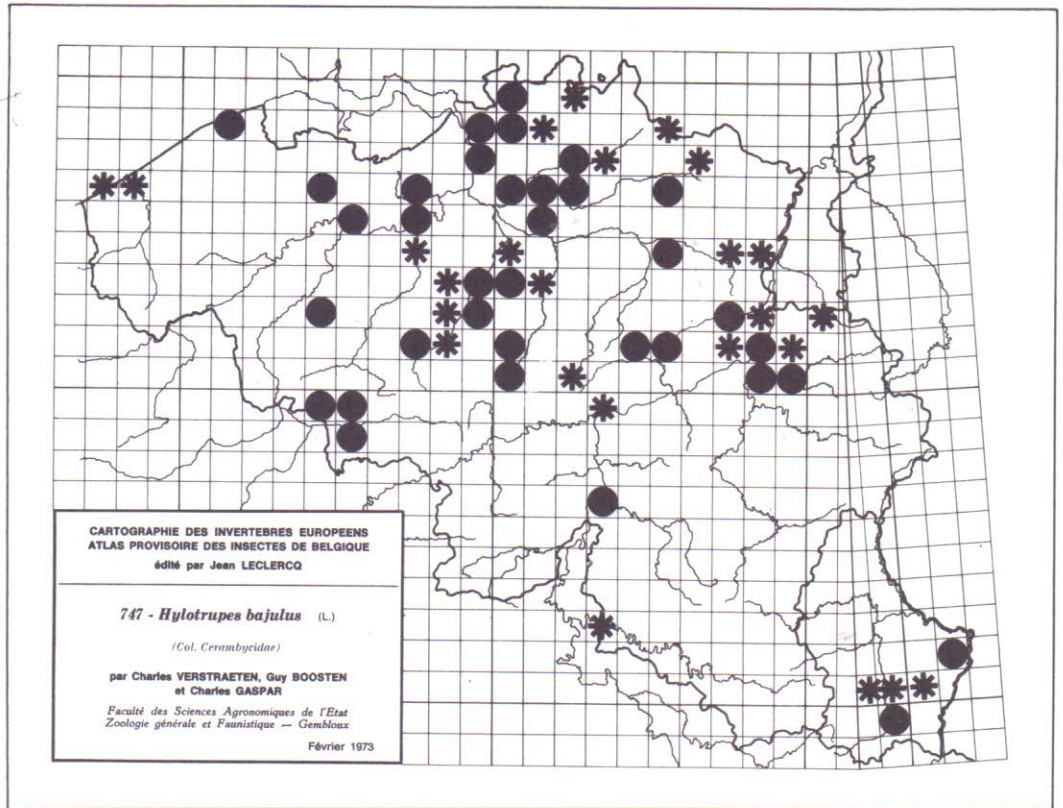 CARTOGRAPHIE DES INVERTEBRES EUROPEENS
ATLAS PROVISOIRE DES INSECTES DE BELGIQUE
édité par Jean LECLERCQ
747 - Hylotrupes bajulus (L.)
(Col. Cerambycidae)
par Charles VERSTRAETEN, Guy BOOSTEN
et Charles GASPAR
Faculté des Sciences Agronomiques de l'Etat
Zoologie générale et Faunistique — Gembloux
Février 1973